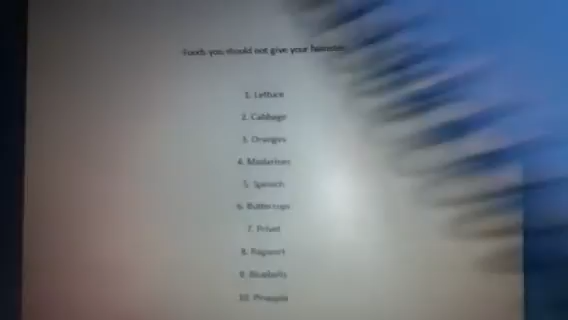 Foods you should not give your hamster
1. Lettuce
2. Cabbage
3. Oranges
5. Spinach
6. Buttercups
7. Privet
8. Ragwort
9. Bluebells
10. Pineapple